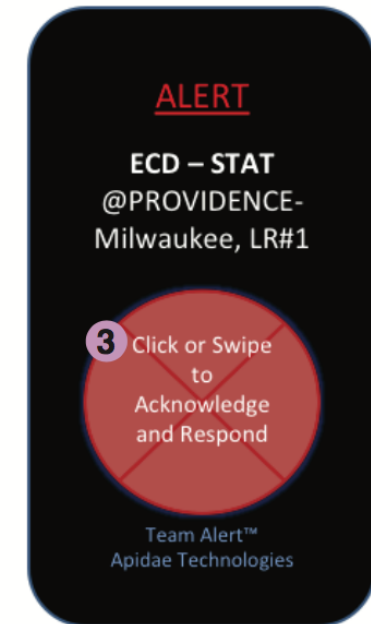 ALERT
ECD – STAT
@PROVIDENCE-
Milwaukee, LR#1
3 Click or Swipe
to
Acknowledge
and Respond
Team Alert™
Apidae Technologies